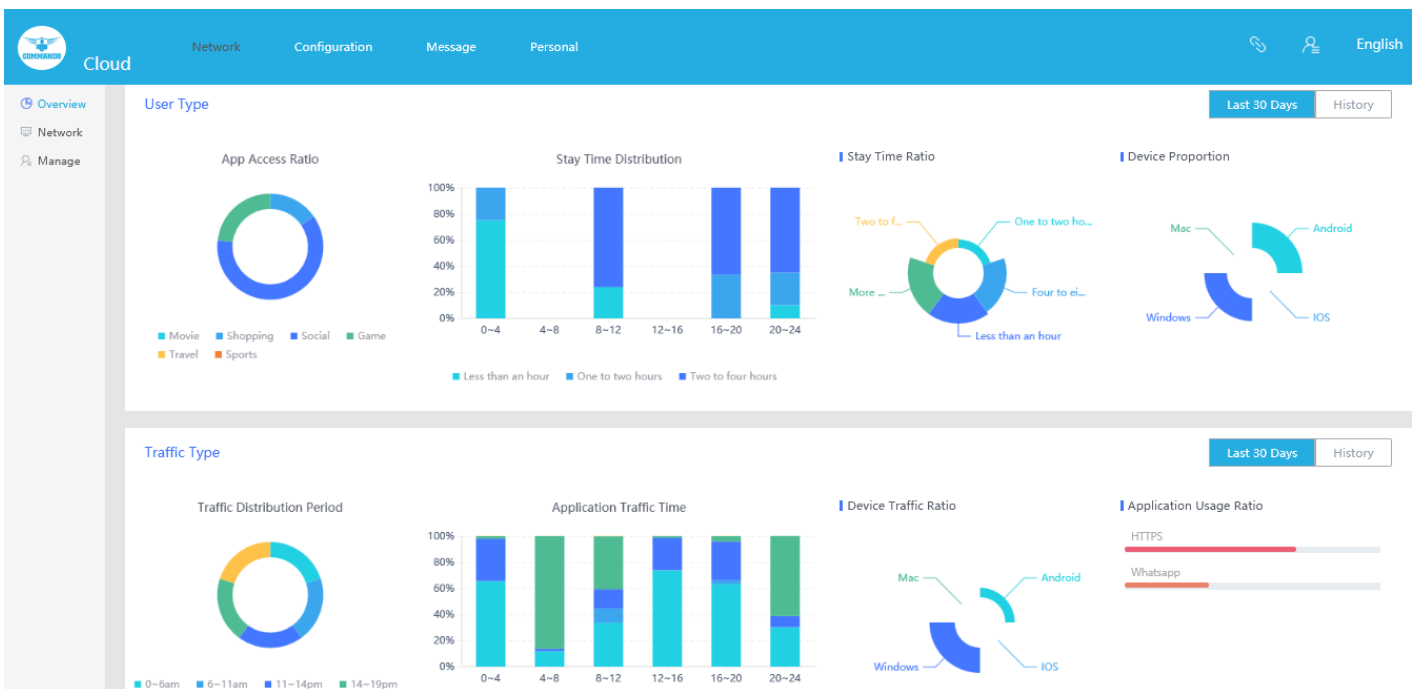 COMMANDO
Cloud
Network
Configuration
Message
Personal
English
Overview
Network
Manage
User Type
Last 30 Days
History
App Access Ratio
Movie Shopping Social Game
Travel Sports
Stay Time Distribution
100%
80%
60%
40%
20%
0%
0~4 4~8 8~12 12~16 16~20 20~24
Less than an hour One to two hours Two to four hours
Stay Time Ratio
Two to f...
One to two ho...
More ...
Four to ei...
Less than an hour
Device Proportion
Mac
Android
Windows
IOS
Traffic Type
Last 30 Days
History
Traffic Distribution Period
0~6am 6~11am 11~14pm 14~19pm
Application Traffic Time
100%
80%
60%
40%
20%
0%
0~4 4~8 8~12 12~16 16~20 20~24
Device Traffic Ratio
Mac
Android
Windows
IOS
Application Usage Ratio
HTTPS
Whatsapp